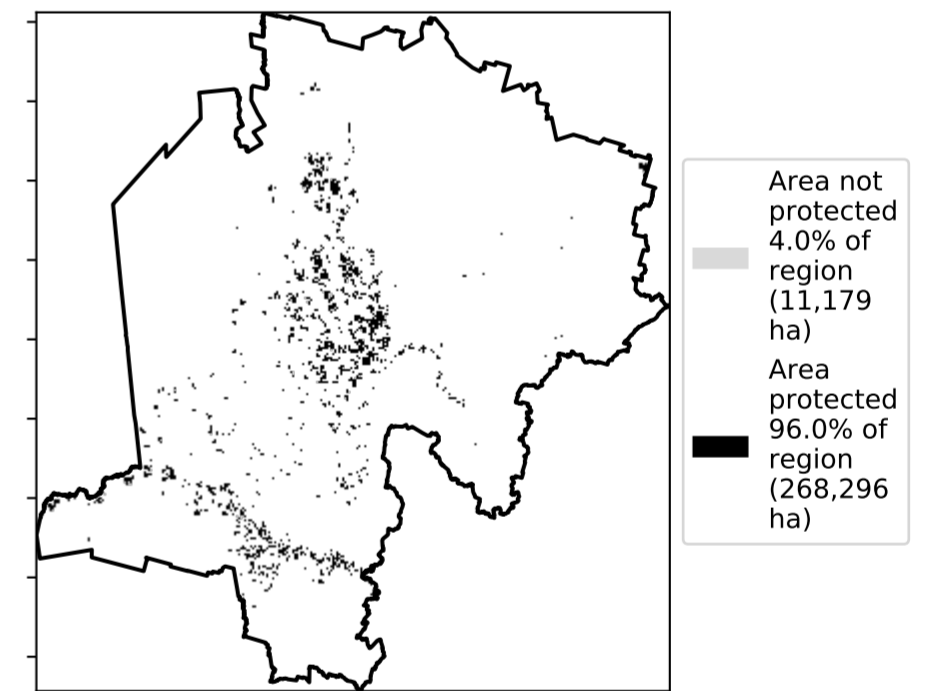 Area not
protected
4.0% of
region
(11,179
ha)
Area
protected
96.0% of
region
(268,296
ha)